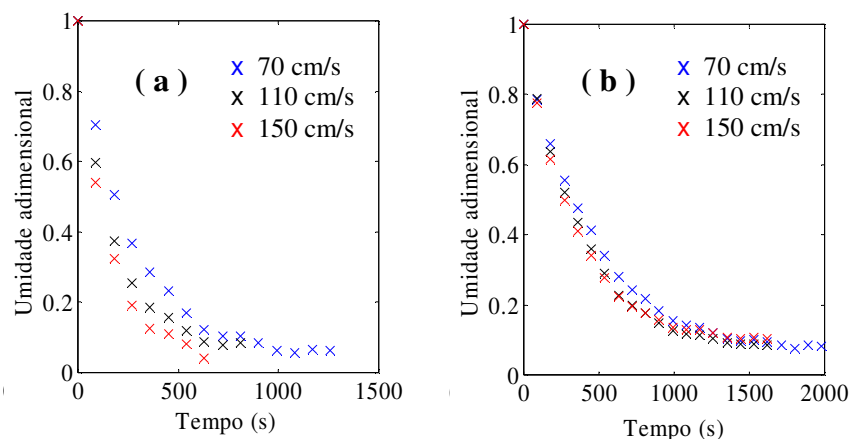 1
0.8
0.6
0.4
0.2
0
0 500 1000 1500
Umidade adimensional
Tempo (s)
( a )
x 70 cm/s
x 110 cm/s
x 150 cm/s
1
0.8
0.6
0.4
0.2
0
0 500 1000 1500 2000
Umidade adimensional
Tempo (s)
( b )
x 70 cm/s
x 110 cm/s
x 150 cm/s